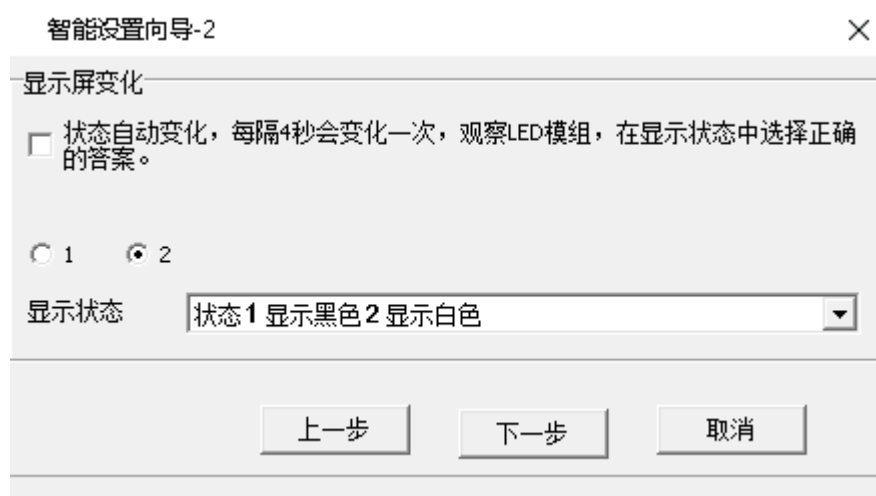 智能设置向导-2
显示屏变化
状态自动变化，每隔4秒会变化一次，观察LED模组，在显示状态中选择正确
的答案。
1 2
显示状态 状态1 显示黑色2 显示白色
上一步 下一步 取消